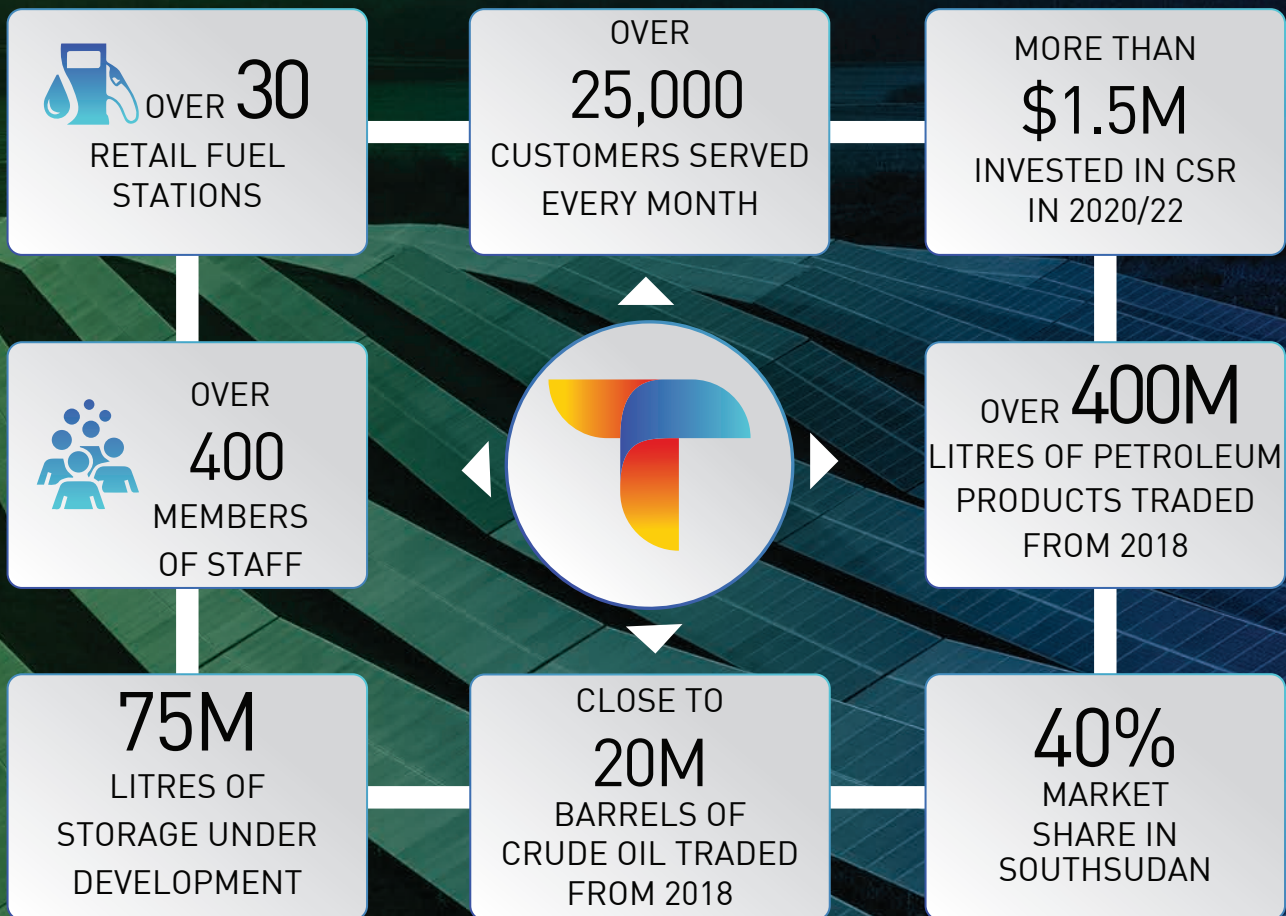 OVER 30
RETAIL FUEL
STATIONS
OVER
25,000
CUSTOMERS SERVED
EVERY MONTH
MORE THAN
$1.5M
INVESTED IN CSR
IN 2020/22
OVER
400
MEMBERS
OF STAFF
OVER 400M
LITRES OF PETROLEUM
PRODUCTS TRADED
FROM 2018
75M
LITRES OF
STORAGE UNDER
DEVELOPMENT
CLOSE TO
20M
BARRELS OF
CRUDE OIL TRADED
FROM 2018
40%
MARKET
SHARE IN
SOUTHSUDAN